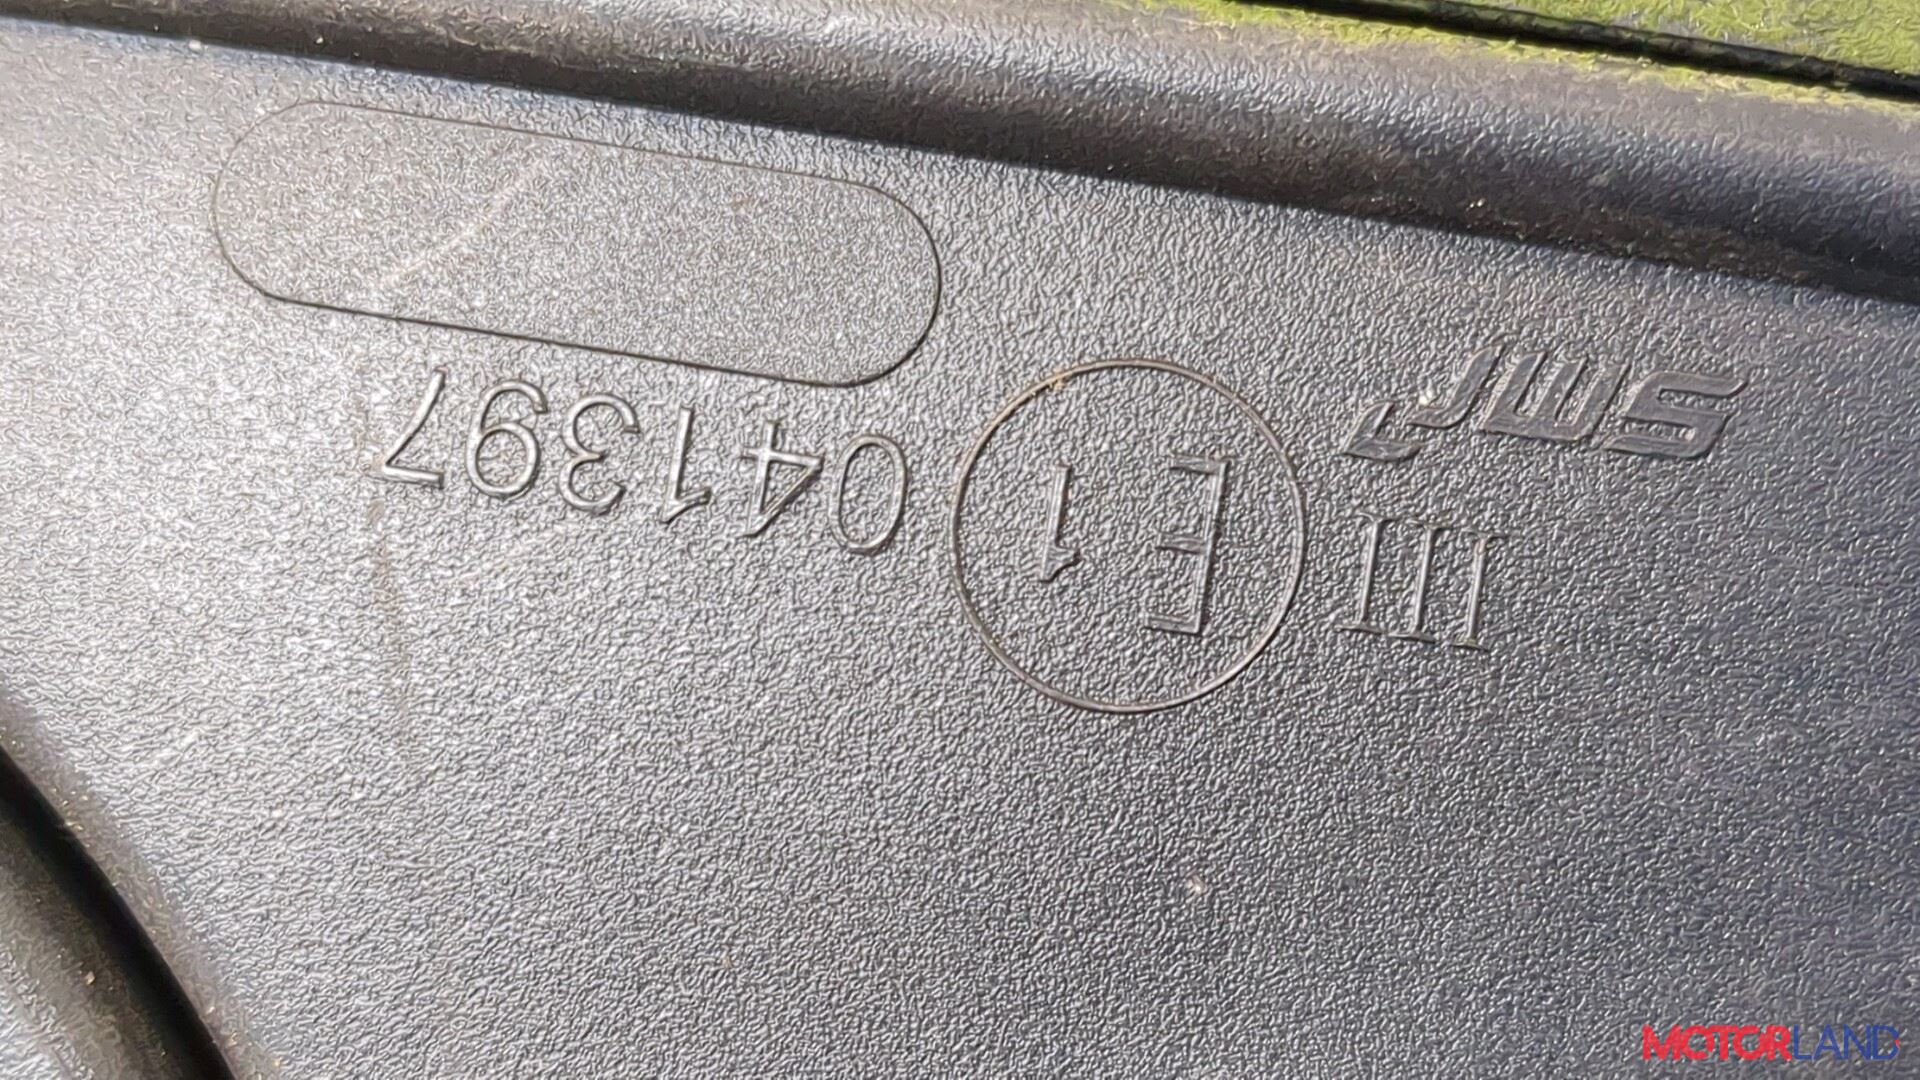 III E1 041397
SMR
MOTORLAND